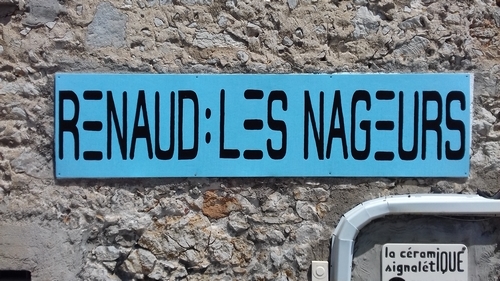 RENAUD: LES NAGEURS
la céramIQUE
signalétIQUE